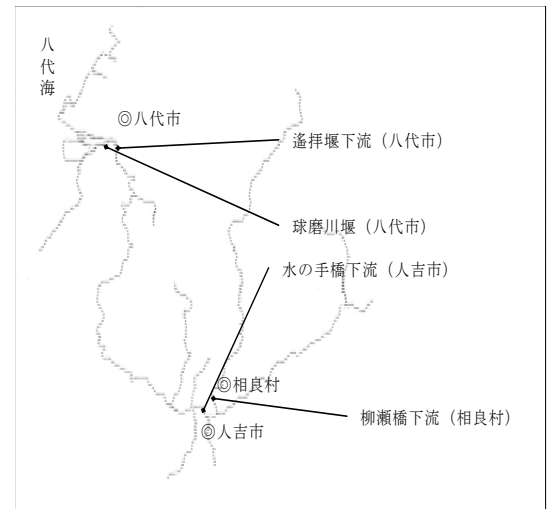 八代海
◎八代市
遙拝堰下流（八代市）
球磨川堰（八代市）
水の手橋下流（人吉市）
◎相良村
柳瀬橋下流（相良村）
◎人吉市